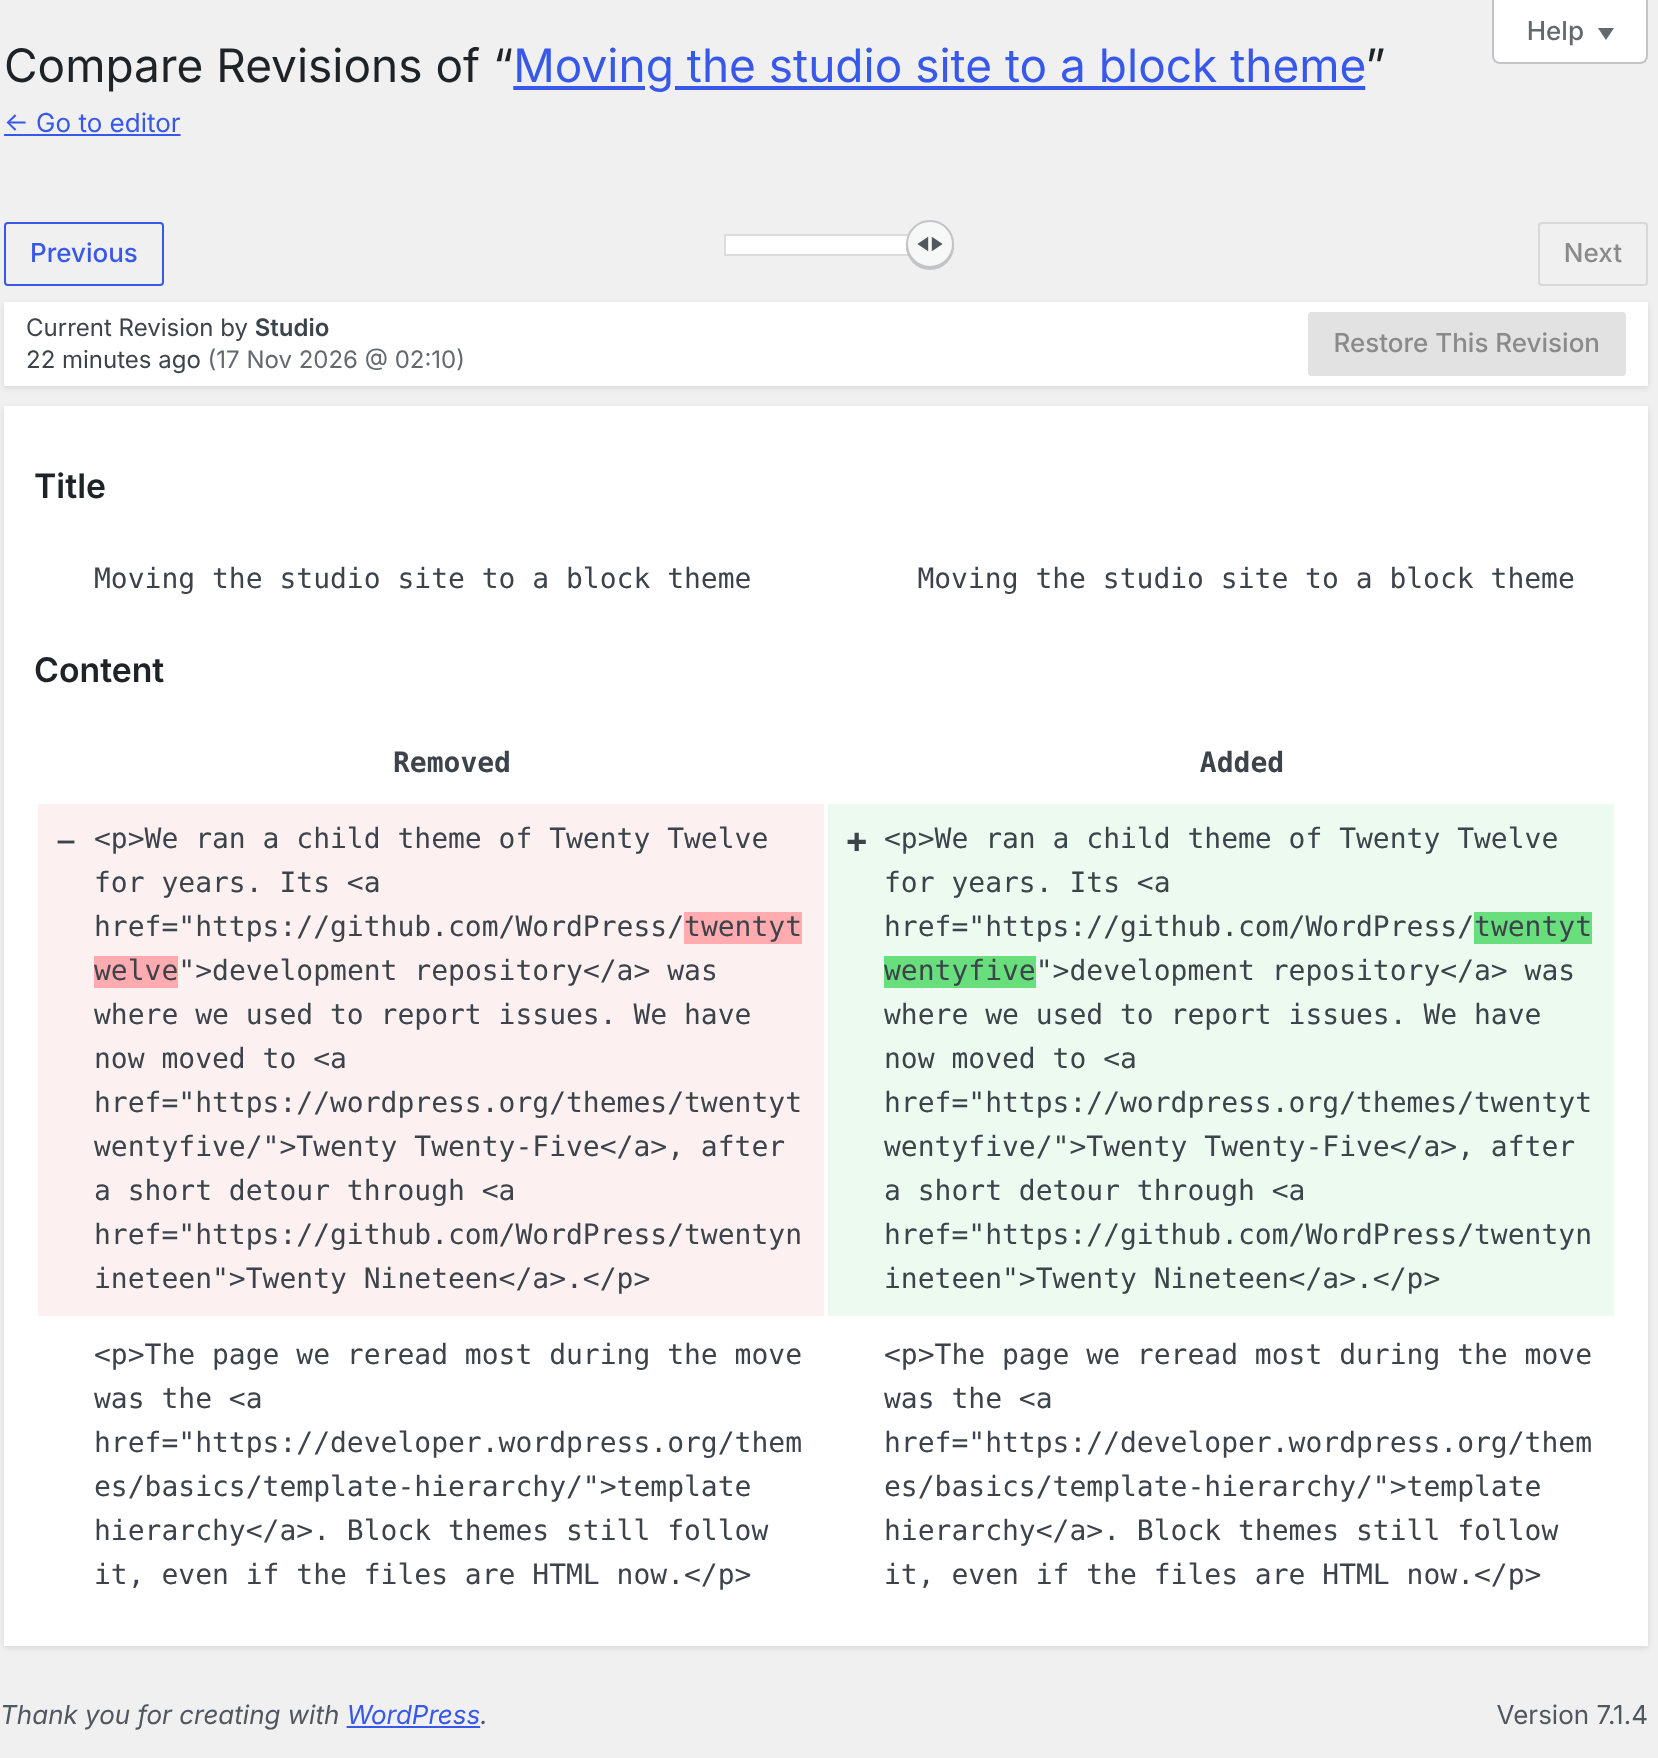 Help ▼
Compare Revisions of “Moving the studio site to a block theme”
← Go to editor
Previous
Next
Current Revision by Studio
22 minutes ago (17 Nov 2026 @ 02:10)
Restore This Revision
Title
Moving the studio site to a block theme
Moving the studio site to a block theme
Content
Removed
− <p>We ran a child theme of Twenty Twelve
for years. Its <a
href="https://github.com/WordPress/twentyt
welve">development repository</a> was
where we used to report issues. We have
now moved to <a
href="https://wordpress.org/themes/twentyt
wentyfive/">Twenty Twenty-Five</a>, after
a short detour through <a
href="https://github.com/WordPress/twentyn
ineteen">Twenty Nineteen</a>.</p>
<p>The page we reread most during the move
was the <a
href="https://developer.wordpress.org/them
es/basics/template-hierarchy/">template
hierarchy</a>. Block themes still follow
it, even if the files are HTML now.</p>
Added
+ <p>We ran a child theme of Twenty Twelve
for years. Its <a
href="https://github.com/WordPress/twentyt
wentyfive">development repository</a> was
where we used to report issues. We have
now moved to <a
href="https://wordpress.org/themes/twentyt
wentyfive/">Twenty Twenty-Five</a>, after
a short detour through <a
href="https://github.com/WordPress/twentyn
ineteen">Twenty Nineteen</a>.</p>
<p>The page we reread most during the move
was the <a
href="https://developer.wordpress.org/them
es/basics/template-hierarchy/">template
hierarchy</a>. Block themes still follow
it, even if the files are HTML now.</p>
Thank you for creating with WordPress.
Version 7.1.4